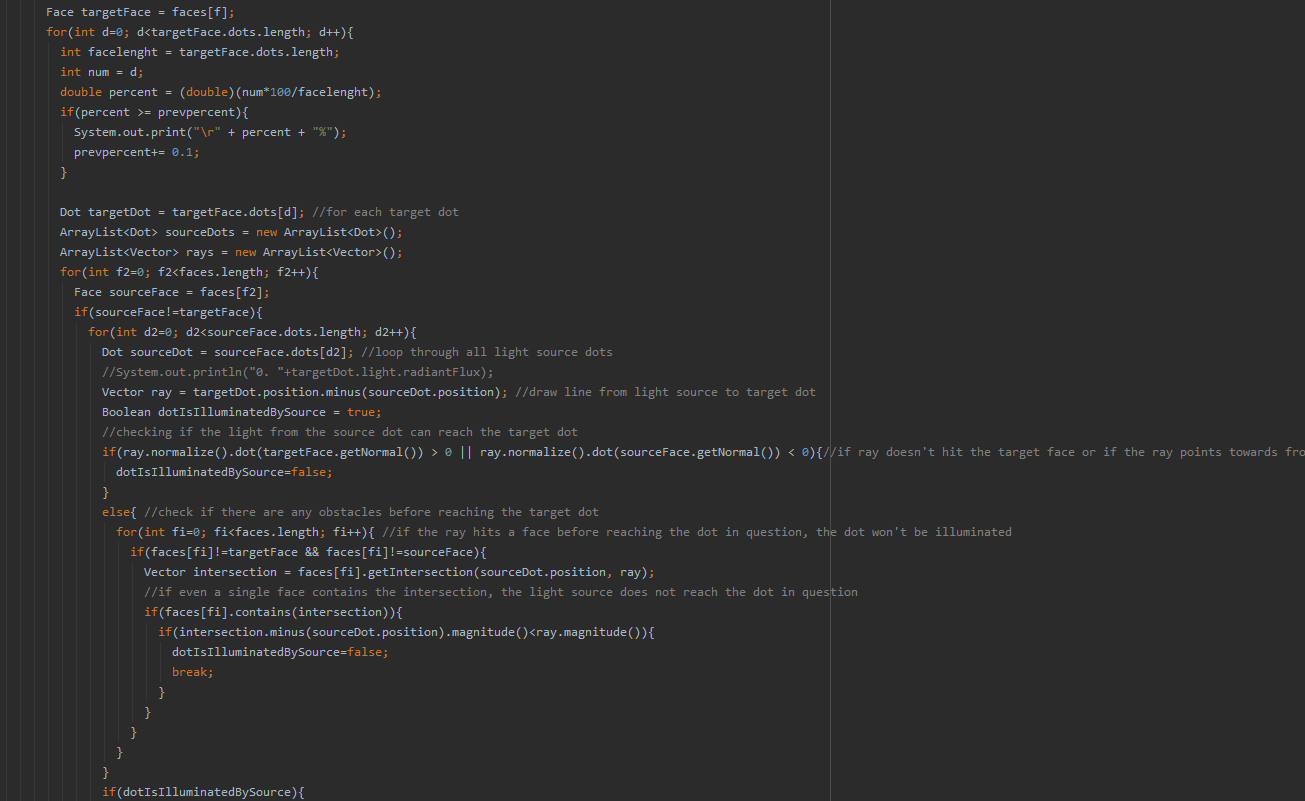 Face targetFace = faces[f];
for(int d=0; d<targetFace.dots.length; d++){
int facelenght = targetFace.dots.length;
int num = d;
double percent = (double)(num*100/facelenght);
if(percent >= prevpercent){
System.out.print("\r" + percent + "%");
prevpercent+= 0.1;
}
Dot targetDot = targetFace.dots[d]; //for each target dot
ArrayList<Dot> sourceDots = new ArrayList<Dot>();
ArrayList<Vector> rays = new ArrayList<Vector>();
for(int f2=0; f2<faces.length; f2++){
Face sourceFace = faces[f2];
if(sourceFace!=targetFace){
for(int d2=0; d2<sourceFace.dots.length; d2++){
Dot sourceDot = sourceFace.dots[d2]; //loop through all light source dots
//System.out.println("0. "+targetDot.light.radiantFlux);
Vector ray = targetDot.position.minus(sourceDot.position); //draw line from light source to target dot
Boolean dotIsIlluminatedBySource = true;
//checking if the light from the source dot can reach the target dot
if(ray.normalize().dot(targetFace.getNormal()) > 0 || ray.normalize().dot(sourceFace.getNormal()) < 0){//if ray doesn't hit the target face or if the ray points towards fro
dotIsIlluminatedBySource=false;
}
else{ //check if there are any obstacles before reaching the target dot
for(int fi=0; fi<faces.length; fi++){ //if the ray hits a face before reaching the dot in question, the dot won't be illuminated
if(faces[fi]!=targetFace && faces[fi]!=sourceFace){
Vector intersection = faces[fi].getIntersection(sourceDot.position, ray);
//if even a single face contains the intersection, the light source does not reach the dot in question
if(faces[fi].contains(intersection)){
if(intersection.minus(sourceDot.position).magnitude()<ray.magnitude()){
dotIsIlluminatedBySource=false;
break;
}
}
}
}
}
if(dotIsIlluminatedBySource){